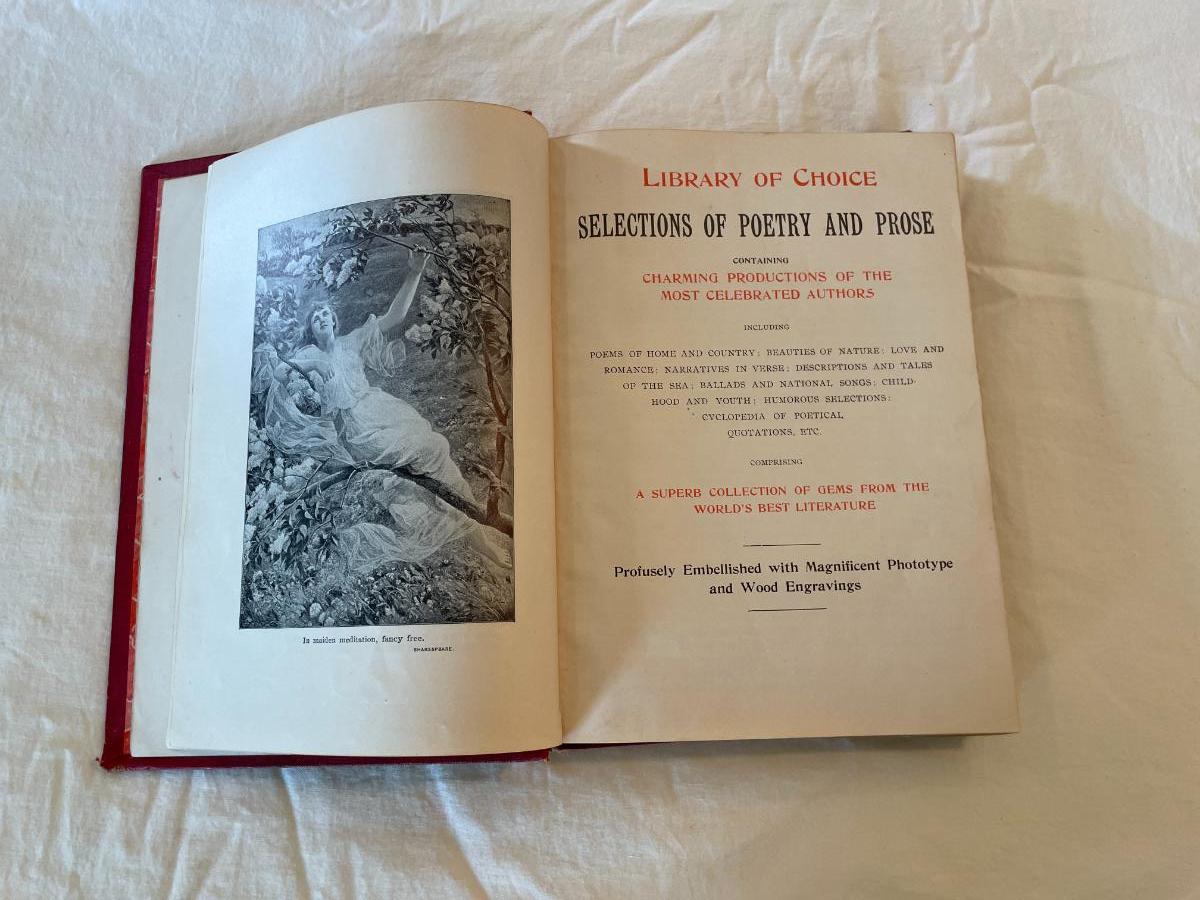 In maiden meditation, fancy free.
SHAKESPEARE.
LIBRARY OF CHOICE
SELECTIONS OF POETRY AND PROSE
CONTAINING
CHARMING PRODUCTIONS OF THE
MOST CELEBRATED AUTHORS
INCLUDING
POEMS OF HOME AND COUNTRY; BEAUTIES OF NATURE; LOVE AND
ROMANCE; NARRATIVES IN VERSE; DESCRIPTIONS AND TALES
OF THE SEA; BALLADS AND NATIONAL SONGS; CHILD-
HOOD AND YOUTH; HUMOROUS SELECTIONS;
CYCLOPEDIA OF POETICAL
QUOTATIONS, ETC.
COMPRISING
A SUPERB COLLECTION OF GEMS FROM THE
WORLD'S BEST LITERATURE
Profusely Embellished with Magnificent Phototype
and Wood Engravings